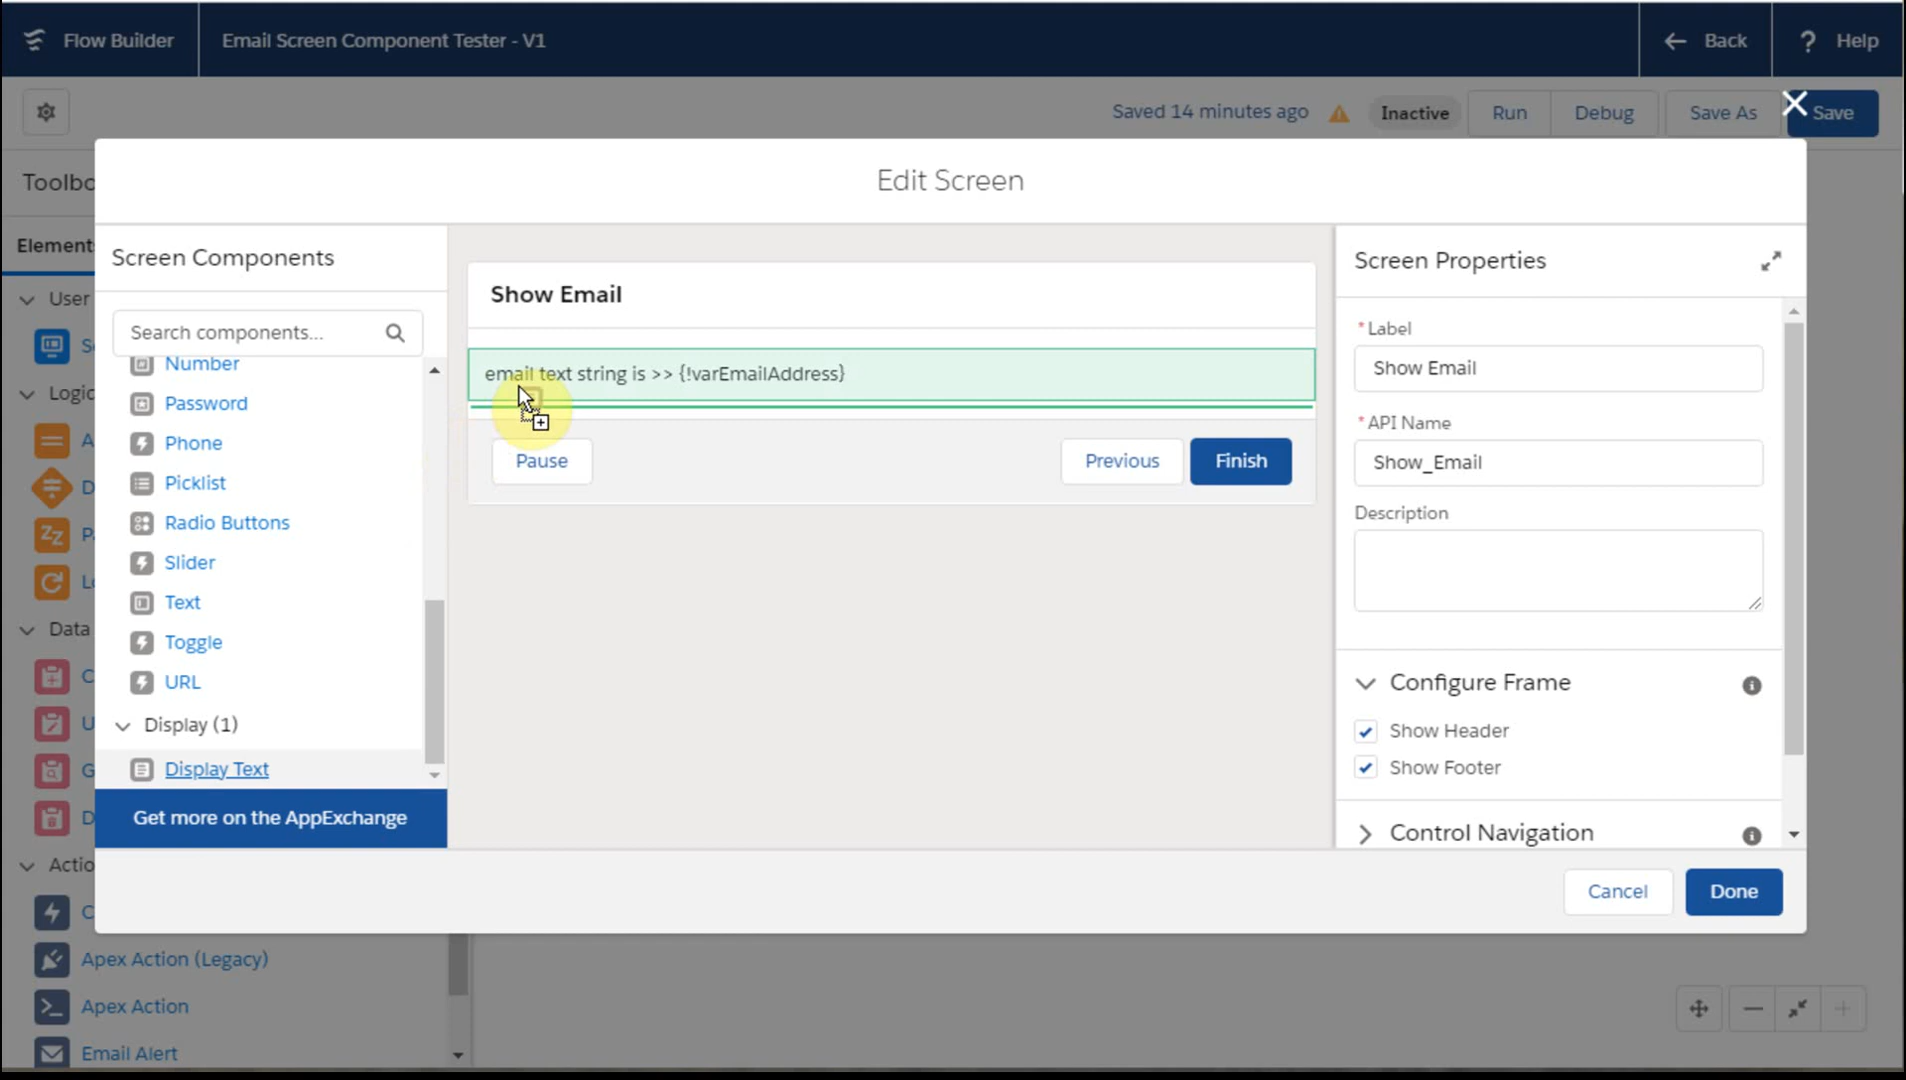 Flow Builder
Email Screen Component Tester - V1
Back
? Help
Saved 14 minutes ago
Inactive
Run
Debug
Save As
Save
Toolbo
Elements
User
S
Logic
A
D
P
Lo
Data
C
U
G
D
Actio
C
Apex Action (Legacy)
Apex Action
Email Alert
Edit Screen
Screen Components
Search components...
Number
Password
Phone
Picklist
Radio Buttons
Slider
Text
Toggle
URL
Display (1)
Display Text
Get more on the AppExchange
Show Email
email text string is >> {!varEmailAddress}
Pause
Previous
Finish
Screen Properties
* Label
Show Email
* API Name
Show_Email
Description
Configure Frame
Show Header
Show Footer
Control Navigation
Cancel
Done